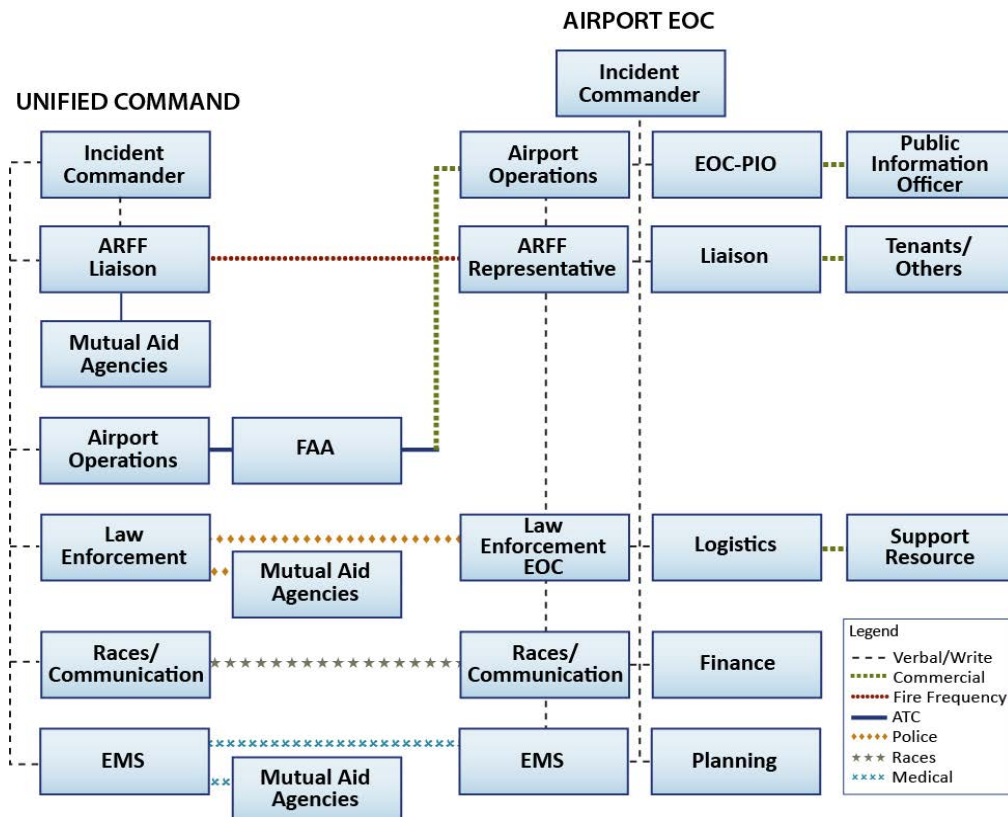 AIRPORT EOC
Incident
Commander
UNIFIED COMMAND
Incident
Commander
Airport
Operations
EOC-PIO
Public
Information
Officer
ARFF
Liaison
ARFF
Representative
Liaison
Tenants/
Others
Mutual Aid
Agencies
Airport
Operations
FAA
Law
Enforcement
Mutual Aid
Agencies
Law
Enforcement
EOC
Logistics
Support
Resource
Races/
Communication
Races/
Communication
Finance
EMS
Mutual Aid
Agencies
EMS
Planning
Legend
Verbal/Write
Commercial
Fire Frequency
ATC
Police
Races
Medical